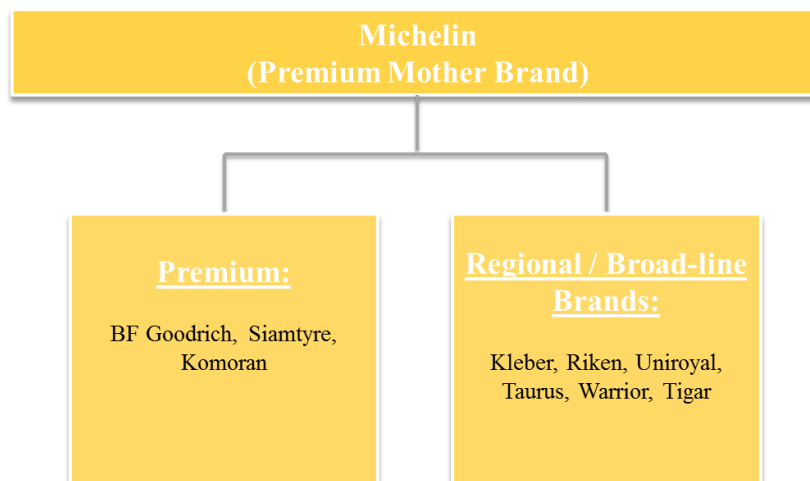 Michelin
(Premium Mother Brand)
Premium:
BF Goodrich, Siamtyre,
Komoran
Regional / Broad-line
Brands:
Kleber, Riken, Uniroyal,
Taurus, Warrior, Tigar